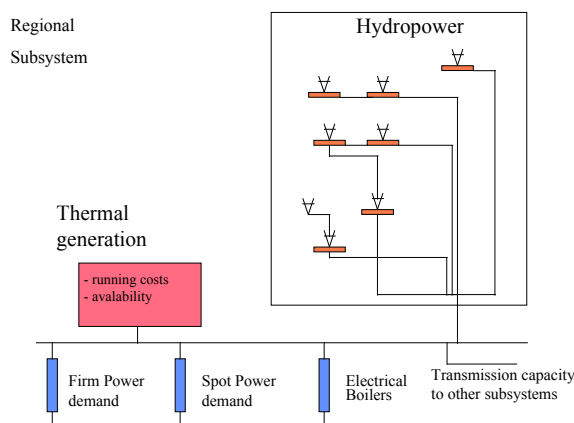 Regional
Subsystem
Hydropower
Thermal
generation
- running costs
- avalability
Firm Power
demand
Spot Power
demand
Electrical
Boilers
Transmission capacity
to other subsystems